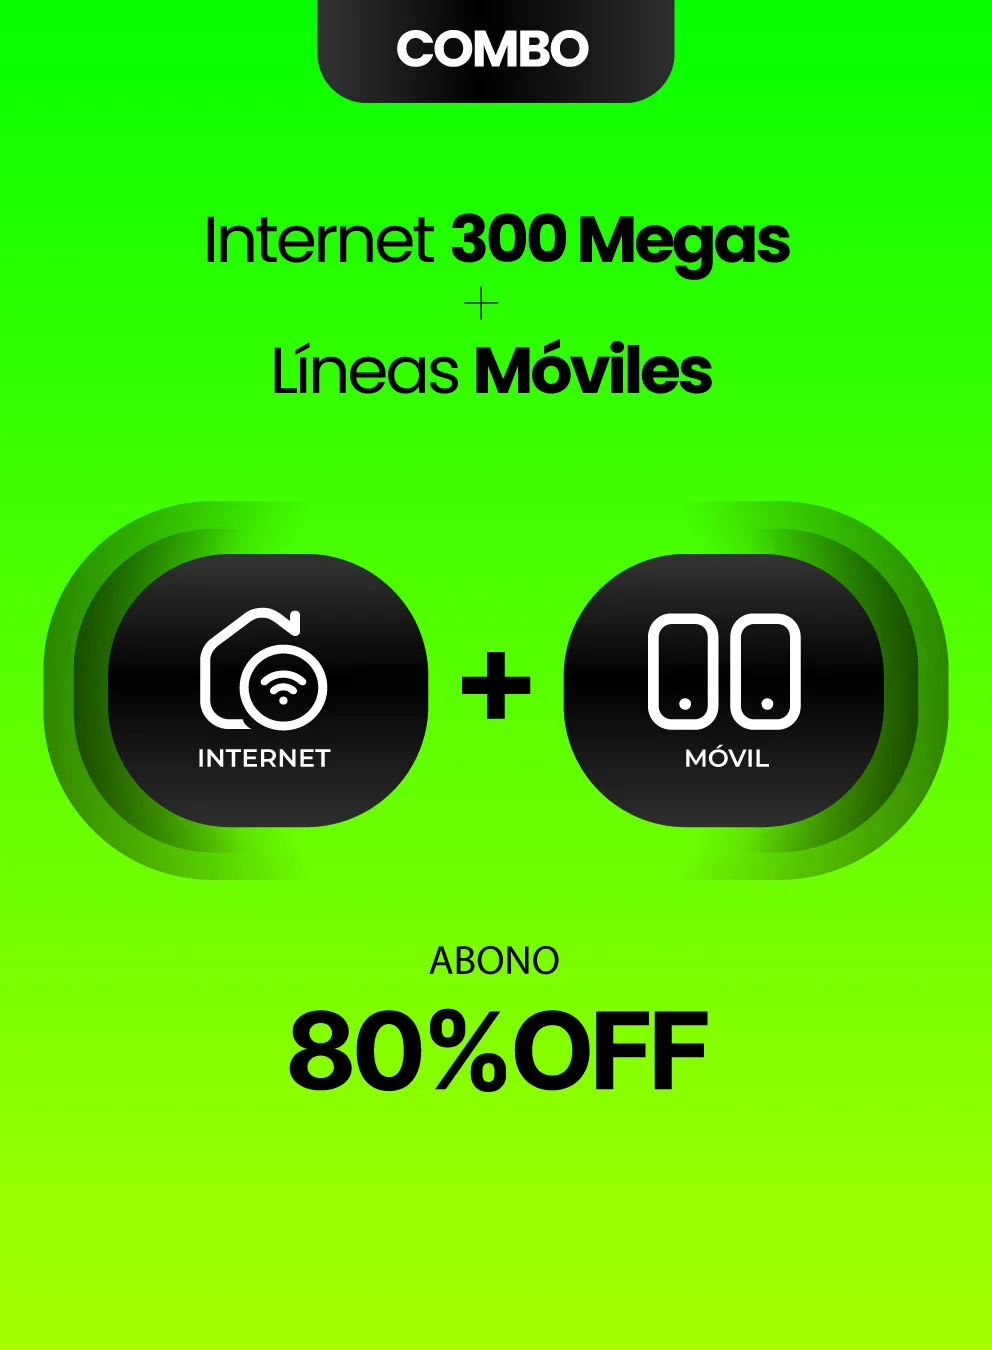 COMBO
Internet 300 Megas
+
Líneas Móviles
+
INTERNET
MÓVIL
ABONO
80%OFF